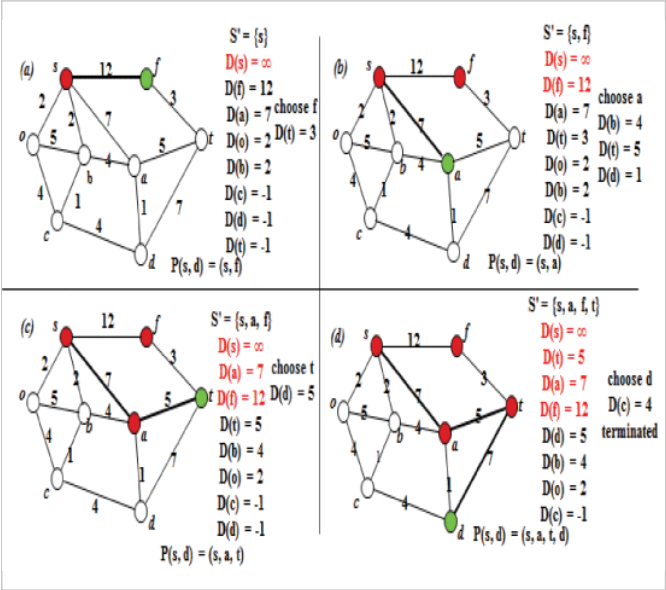 (a)
s
12
f
S' = {s}
D(s) = ∞
D(f) = 12
D(a) = 7
D(o) = 2
D(b) = 2
D(c) = -1
D(d) = -1
D(t) = -1
choose f
D(t) = 3
2
2
7
3
o
5
b
4
a
5
t
4
1
1
7
c
4
d
P(s, d) = (s, f)
(b)
s
12
f
S' = {s, f}
D(s) = ∞
D(f) = 12
D(a) = 7
D(t) = 3
D(o) = 2
D(b) = 2
D(c) = -1
D(d) = -1
choose a
D(b) = 4
D(t) = 5
D(d) = 1
2
2
7
3
o
5
b
4
a
5
t
4
1
1
7
c
4
d
P(s, d) = (s, a)
(c)
s
12
f
S' = {s, a, f}
D(s) = ∞
D(a) = 7
D(f) = 12
D(t) = 5
D(b) = 4
D(o) = 2
D(c) = -1
D(d) = -1
choose t
D(d) = 5
2
2
7
3
o
5
b
4
a
5
t
4
1
1
7
c
4
d
P(s, d) = (s, a, t)
(d)
s
12
f
S' = {s, a, f, t}
D(s) = ∞
D(t) = 5
D(a) = 7
D(f) = 12
D(d) = 5
D(b) = 4
D(o) = 2
D(c) = -1
choose d
D(c) = 4
terminated
2
2
7
3
o
5
b
4
a
5
t
4
1
1
7
c
4
d
P(s, d) = (s, a, t, d)